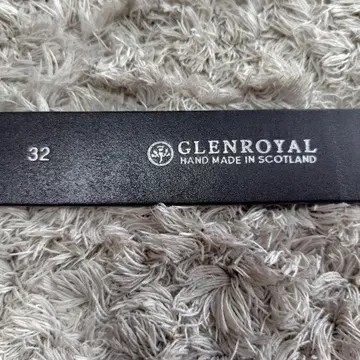 32
GLENROYAL
HAND MADE IN SCOTLAND